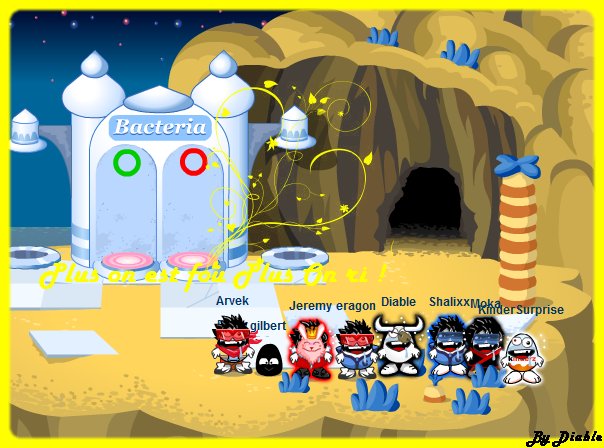 Bacteria
Plus on est fou Plus On ri !
Arvek
gilbert
Jeremy eragon
Diable
Shalixx
Moka
KinderSurprise
By Diable